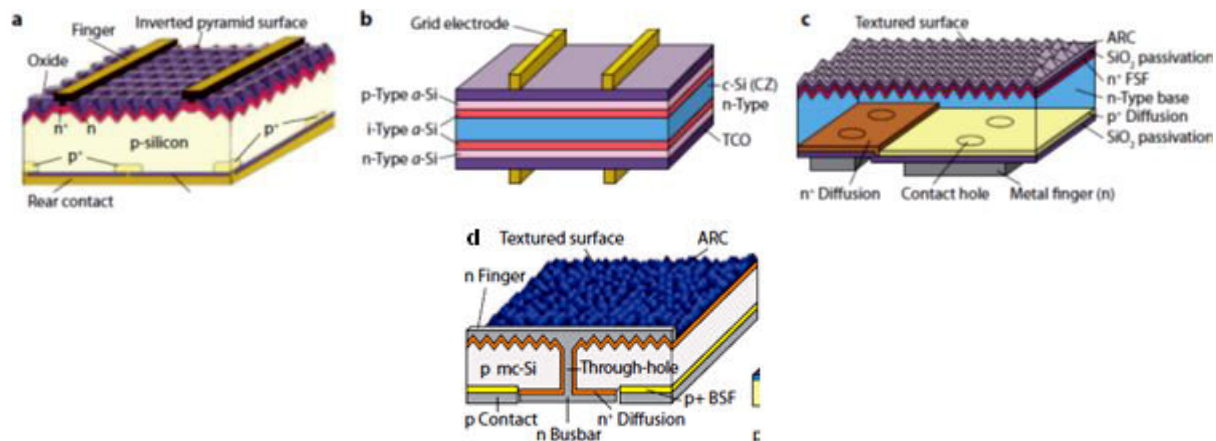 a
Inverted pyramid surface
Finger
Oxide
n+
n
p-silicon
p+
p+
Rear contact
b
Grid electrode
p-Type a-Si
i-Type a-Si
n-Type a-Si
c-Si (CZ)
n-Type
TCO
c
Textured surface
ARC
SiO₂ passivation
n⁺ FSF
n-Type base
p⁺ Diffusion
SiO₂ passivation
n⁺ Diffusion
Contact hole
Metal finger (n)
d
Textured surface
ARC
n Finger
p mc-Si
Through-hole
p+ BSF
p Contact
n⁺ Diffusion
n Busbar